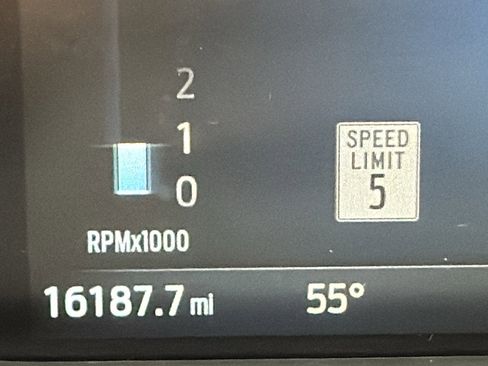 2
1
0
RPMx1000
SPEED
LIMIT
5
16187.7 mi
55°